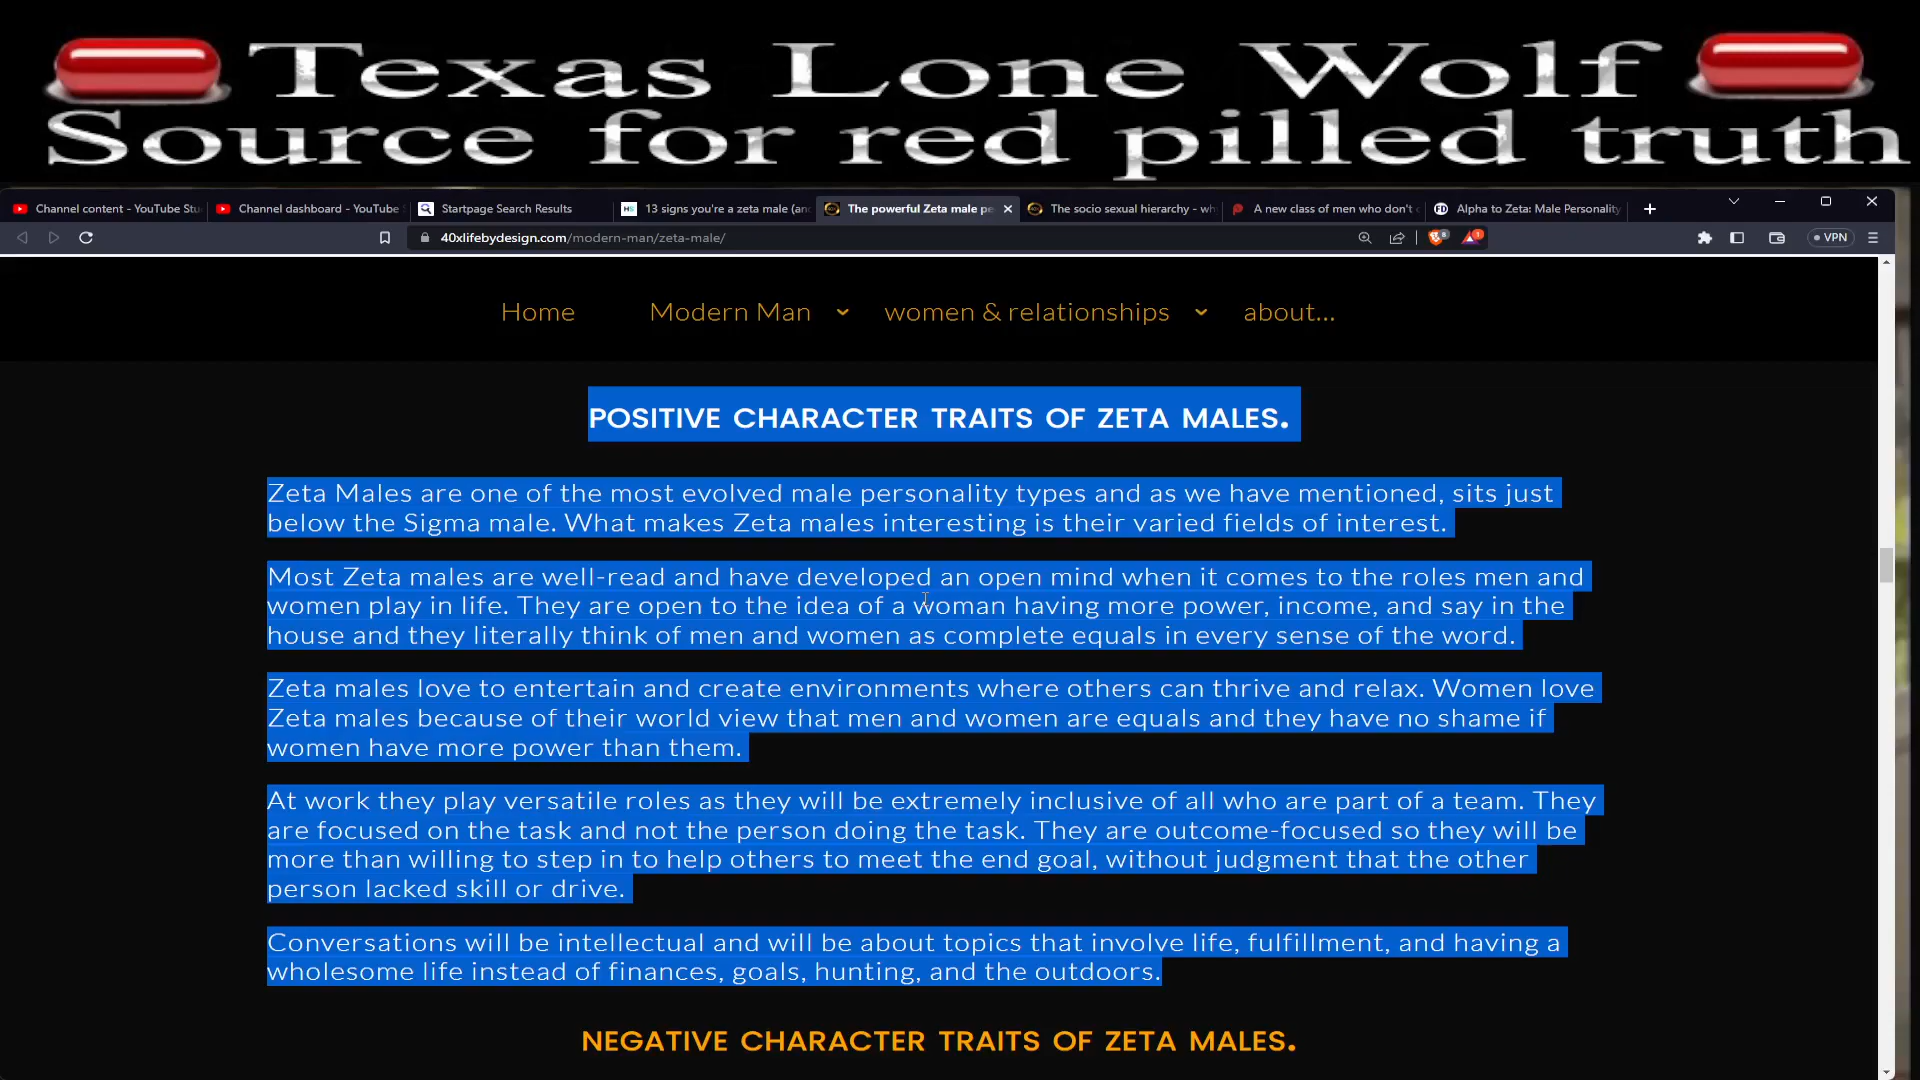 Texas Lone Wolf
Source for red pilled truth
Channel content - YouTube Stu
Channel dashboard - YouTube
Startpage Search Results
13 signs you're a zeta male (and
The powerful Zeta male pe
The socio sexual hierarchy - wh
A new class of men who don't c
Alpha to Zeta: Male Personality
40xlifebydesign.com/modern-man/zeta-male/
VPN
Home
Modern Man
women & relationships
about...
POSITIVE CHARACTER TRAITS OF ZETA MALES.
Zeta Males are one of the most evolved male personality types and as we have mentioned, sits just
below the Sigma male. What makes Zeta males interesting is their varied fields of interest.
Most Zeta males are well-read and have developed an open mind when it comes to the roles men and
women play in life. They are open to the idea of a woman having more power, income, and say in the
house and they literally think of men and women as complete equals in every sense of the word.
Zeta males love to entertain and create environments where others can thrive and relax. Women love
Zeta males because of their world view that men and women are equals and they have no shame if
women have more power than them.
At work they play versatile roles as they will be extremely inclusive of all who are part of a team. They
are focused on the task and not the person doing the task. They are outcome-focused so they will be
more than willing to step in to help others to meet the end goal, without judgment that the other
person lacked skill or drive.
Conversations will be intellectual and will be about topics that involve life, fulfillment, and having a
wholesome life instead of finances, goals, hunting, and the outdoors.
NEGATIVE CHARACTER TRAITS OF ZETA MALES.